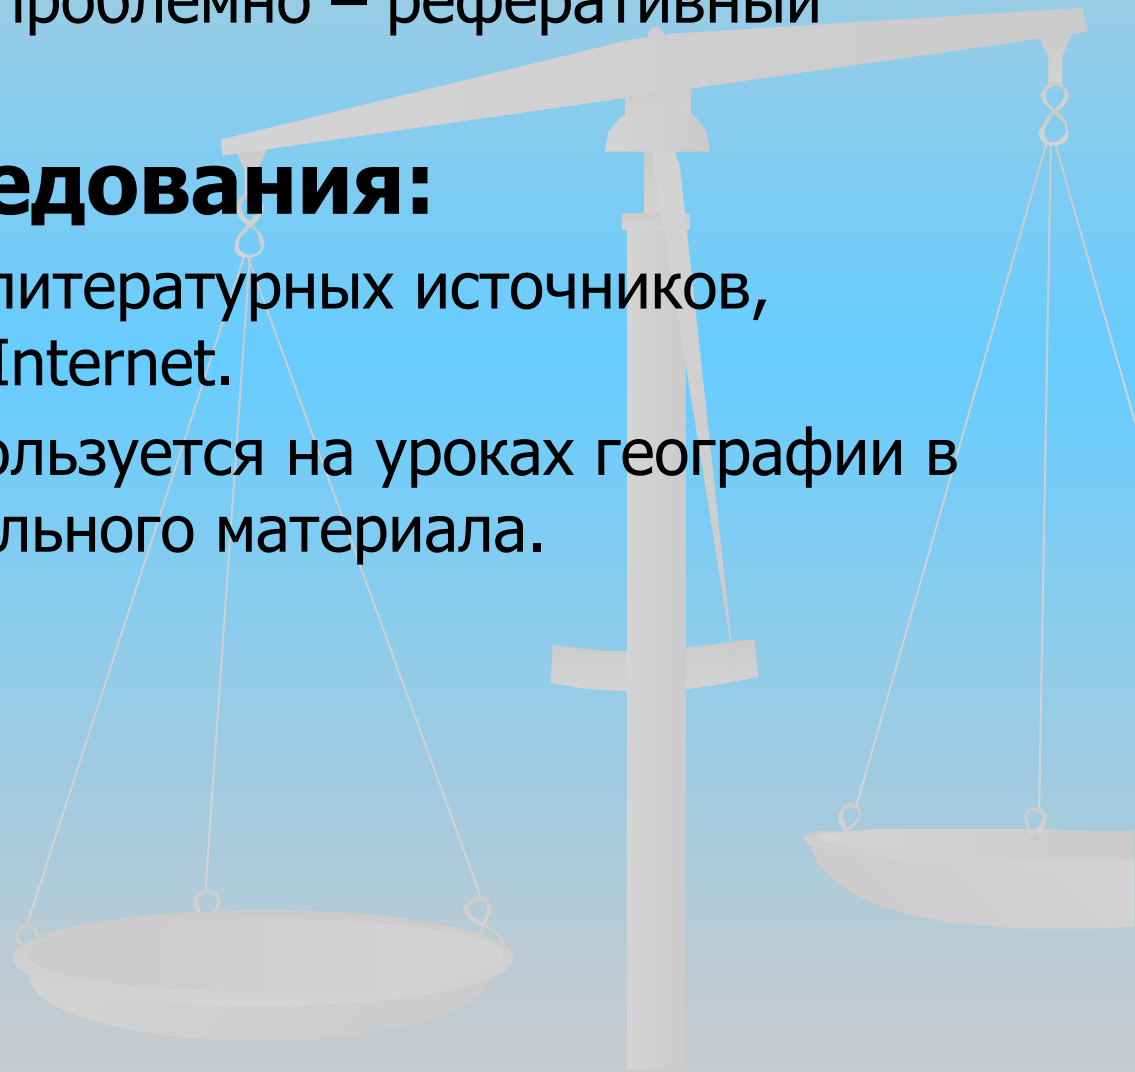 проблемно – реферативный
едования:
литературных источников,
Internet.
ользуется на уроках географии в
льного материала.